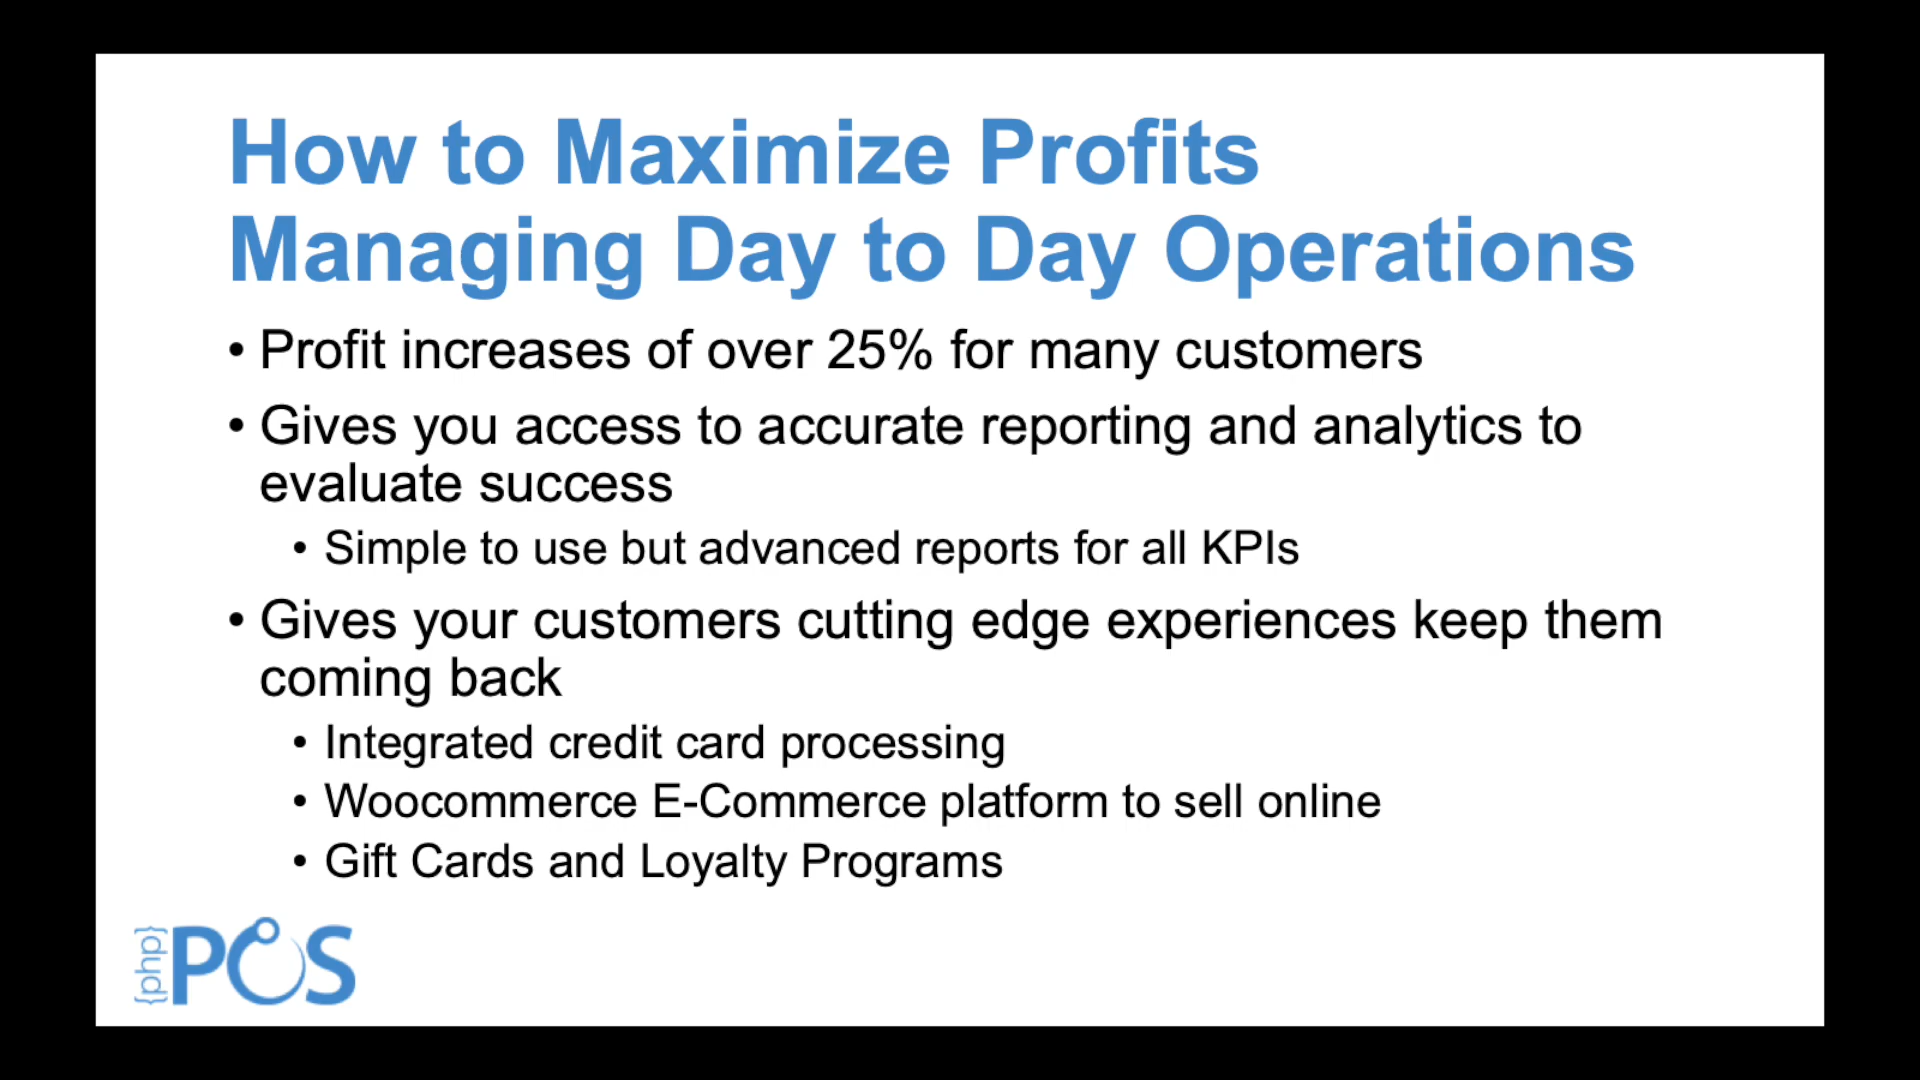 How to Maximize Profits
Managing Day to Day Operations
• Profit increases of over 25% for many customers
• Gives you access to accurate reporting and analytics to
evaluate success
• Simple to use but advanced reports for all KPIs
• Gives your customers cutting edge experiences keep them
coming back
• Integrated credit card processing
• Woocommerce E-Commerce platform to sell online
• Gift Cards and Loyalty Programs
{php} POS